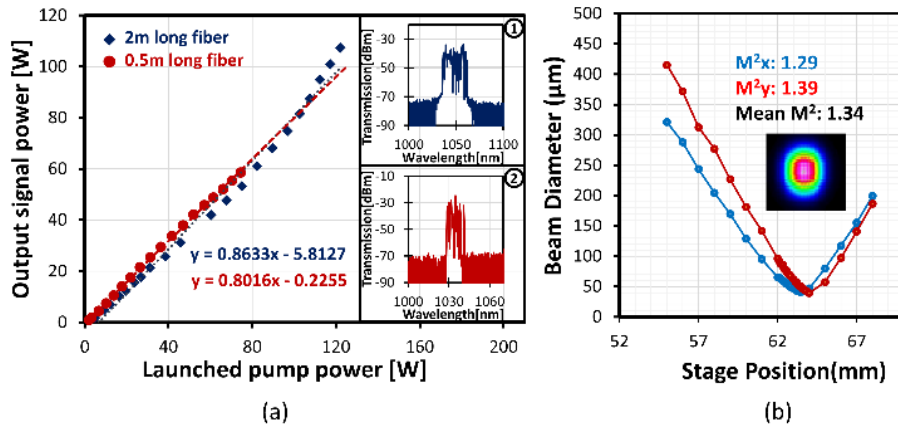 120
100
80
60
40
20
0
Output signal power [W]
2m long fiber
0.5m long fiber
y = 0.8633x - 5.8127
y = 0.8016x - 0.2255
0 40 80 120 160 200
Launched pump power [W]
(a)
1
-30
-50
-70
-90
Transmission[dBm]
1000 1050 1100
Wavelength[nm]
2
-10
-30
-50
-70
-90
Transmission[dBm]
1000 1030 1060
Wavelength[nm]
500
450
400
350
300
250
200
150
100
50
0
Beam Diameter (μm)
M²x: 1.29
M²y: 1.39
Mean M²: 1.34
52 57 62 67
Stage Position(mm)
(b)